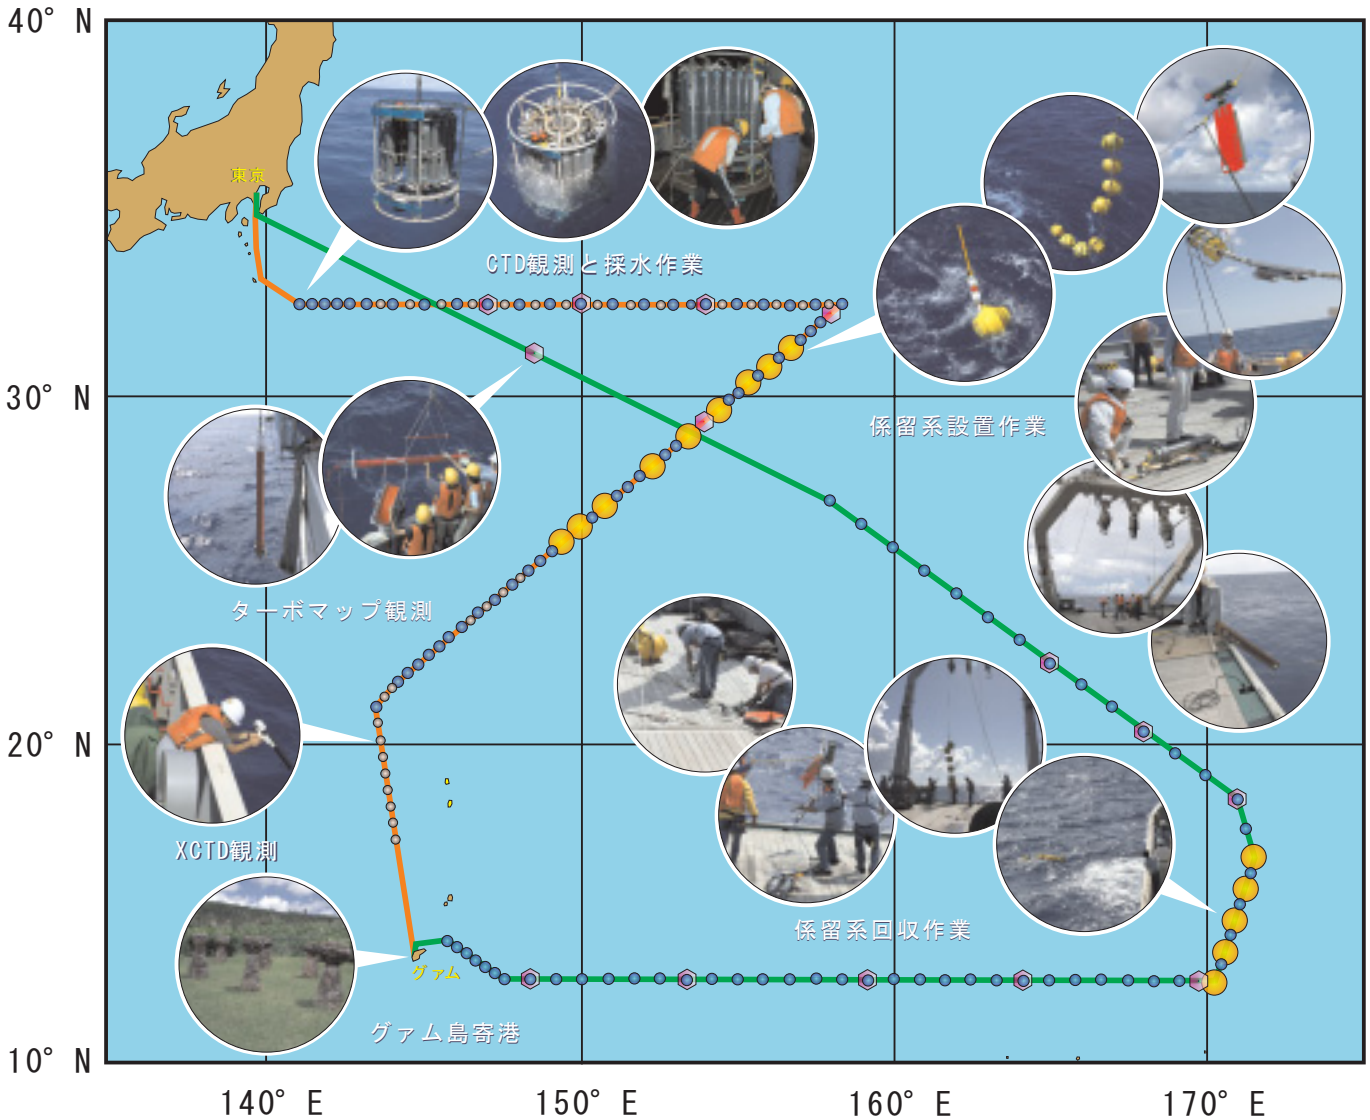 40° N
東京
CTD観測と採水作業
30° N
係留系設置作業
ターボマップ観測
20° N
XCTD観測
係留系回収作業
グァム
グァム島寄港
10° N
140° E
150° E
160° E
170° E